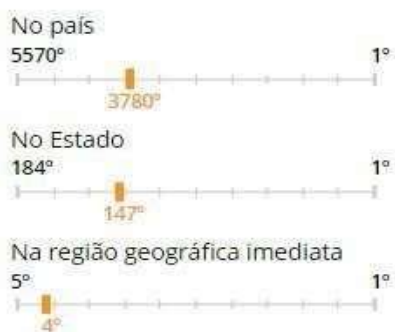 No país
5570º 1º
3780º
No Estado
184º 1º
147º
Na região geográfica imediata
5º 1º
4º